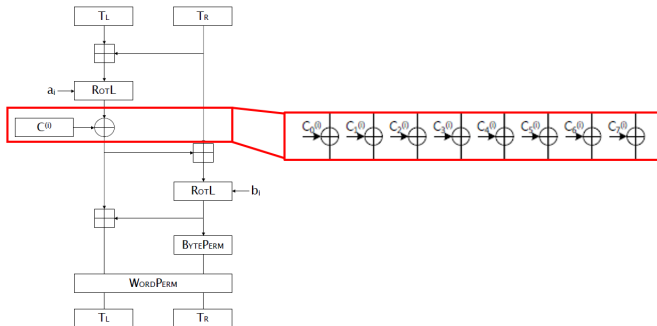 TL TR
aᵢ ROTL
C⁽ⁱ⁾ C₀⁽ⁱ⁾ C₁⁽ⁱ⁾ C₂⁽ⁱ⁾ C₃⁽ⁱ⁾ C₄⁽ⁱ⁾ C₅⁽ⁱ⁾ C₆⁽ⁱ⁾ C₇⁽ⁱ⁾
ROTL bᵢ
BYTEPERM
WORDPERM
TL TR